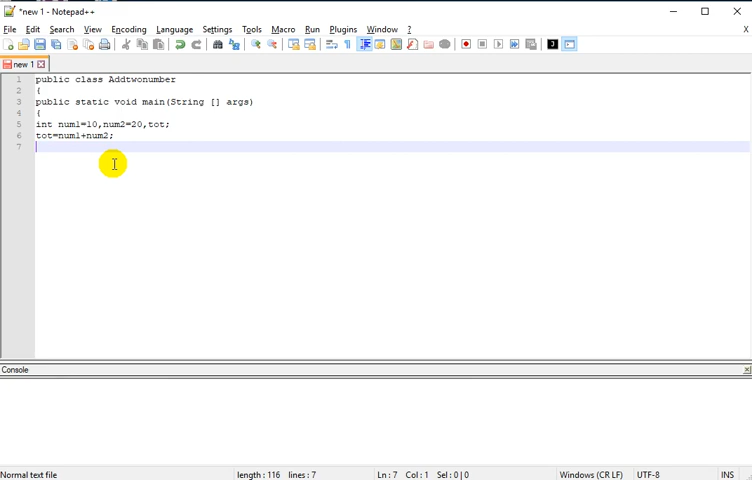 *new 1 - Notepad++
File Edit Search View Encoding Language Settings Tools Macro Run Plugins Window ? X
new 1
1 public class Addtwonumber
2 {
3 public static void main(String [] args)
4 {
5 int num1=10,num2=20,tot;
6 tot=num1+num2;
7
Console
Normal text file length : 116 lines : 7 Ln : 7 Col : 1 Sel : 0 | 0 Windows (CR LF) UTF-8 INS